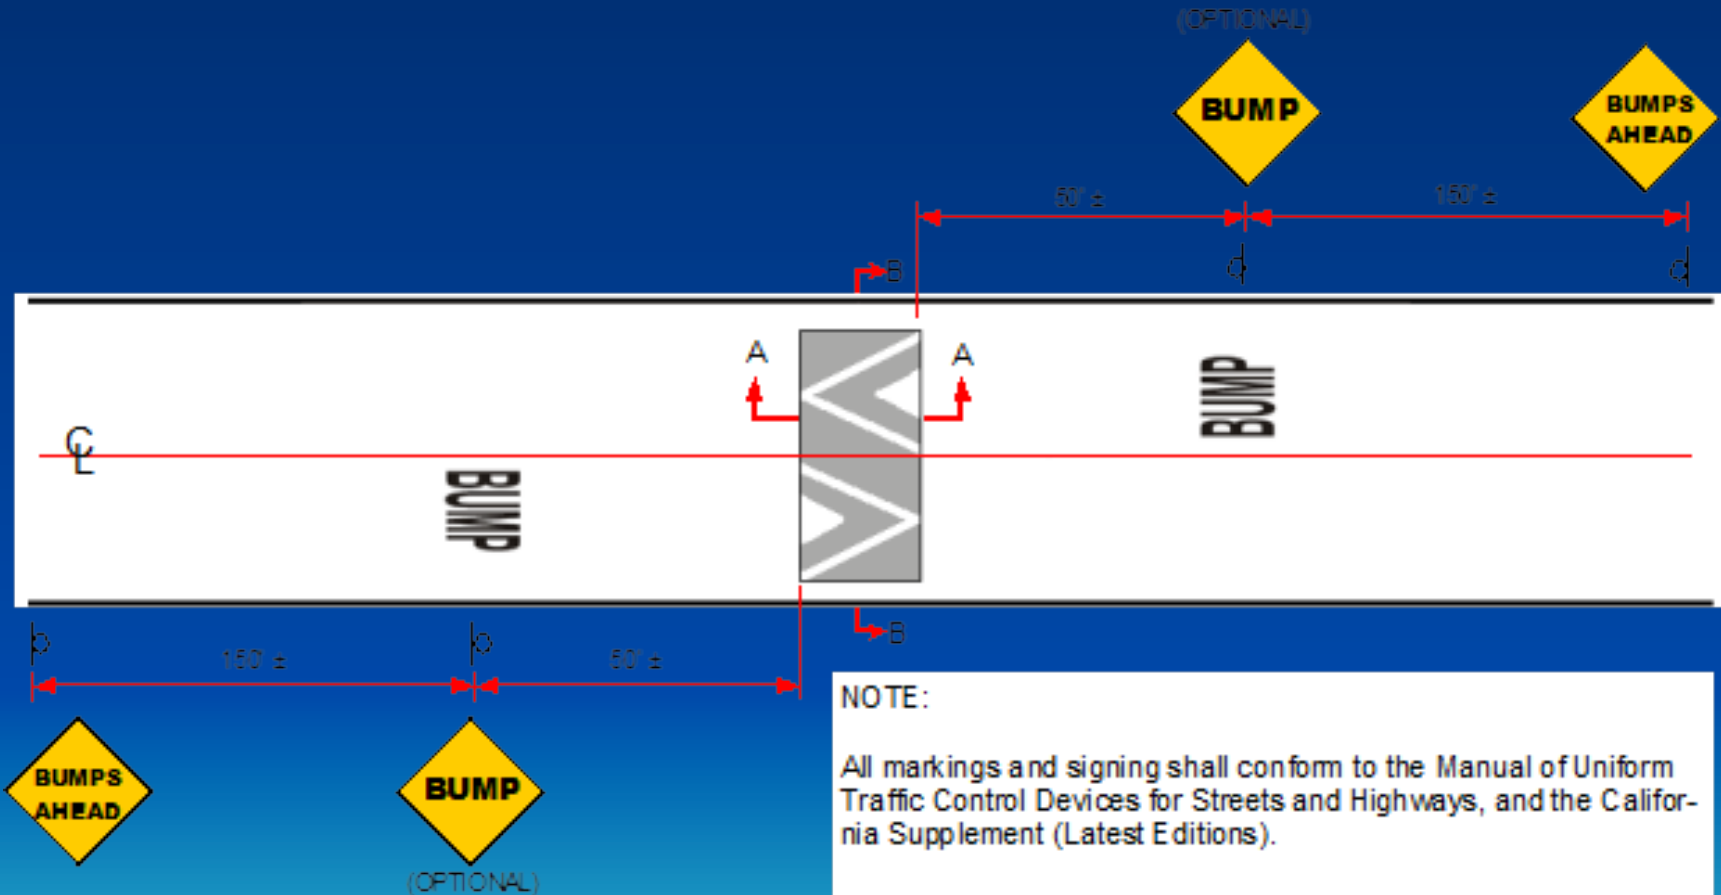 (OPTIONAL)
BUMP
BUMPS
AHEAD
50' ±
150' ±
B
A
A
BUMP
CL
BUMP
B
150' ±
50' ±
BUMPS
AHEAD
BUMP
(OPTIONAL)
NOTE:
All markings and signing shall conform to the Manual of Uniform
Traffic Control Devices for Streets and Highways, and the Califor-
nia Supplement (Latest Editions).